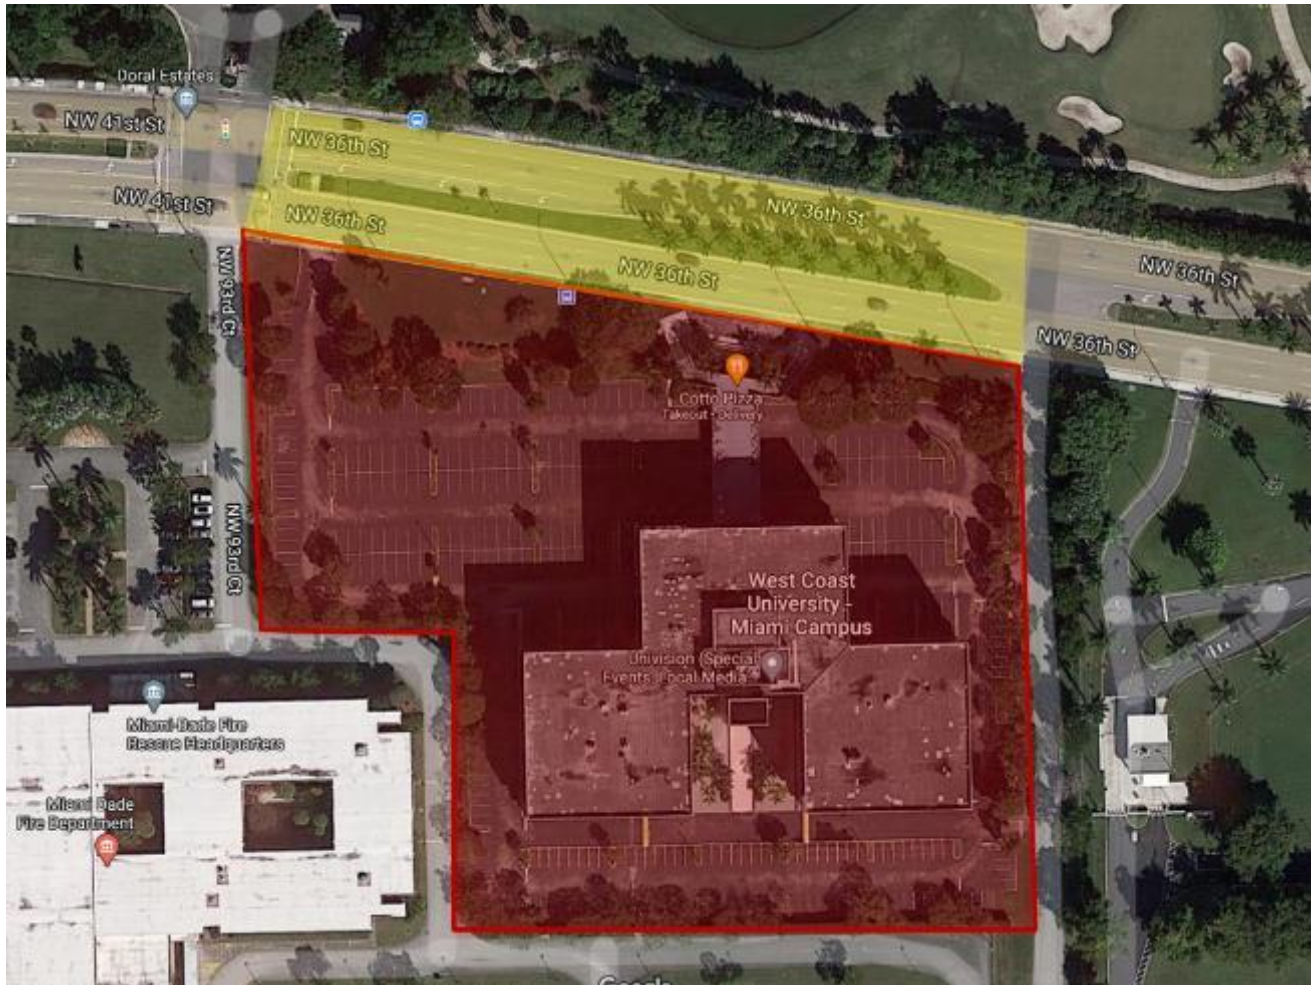 Doral Estates
NW 41st St
NW 36th St
NW 36th St
NW 41st St
NW 36th St
NW 36th St
NW 36th St
NW 36th St
NW 93rd Ct
Cotto Pizza
Takeout - Delivery
NW 93rd Ct
West Coast
University -
Miami Campus
Univision (Special
Events, Local Media
Miami-Dade Fire
Rescue Headquarters
Miami Dade
Fire Department
Google